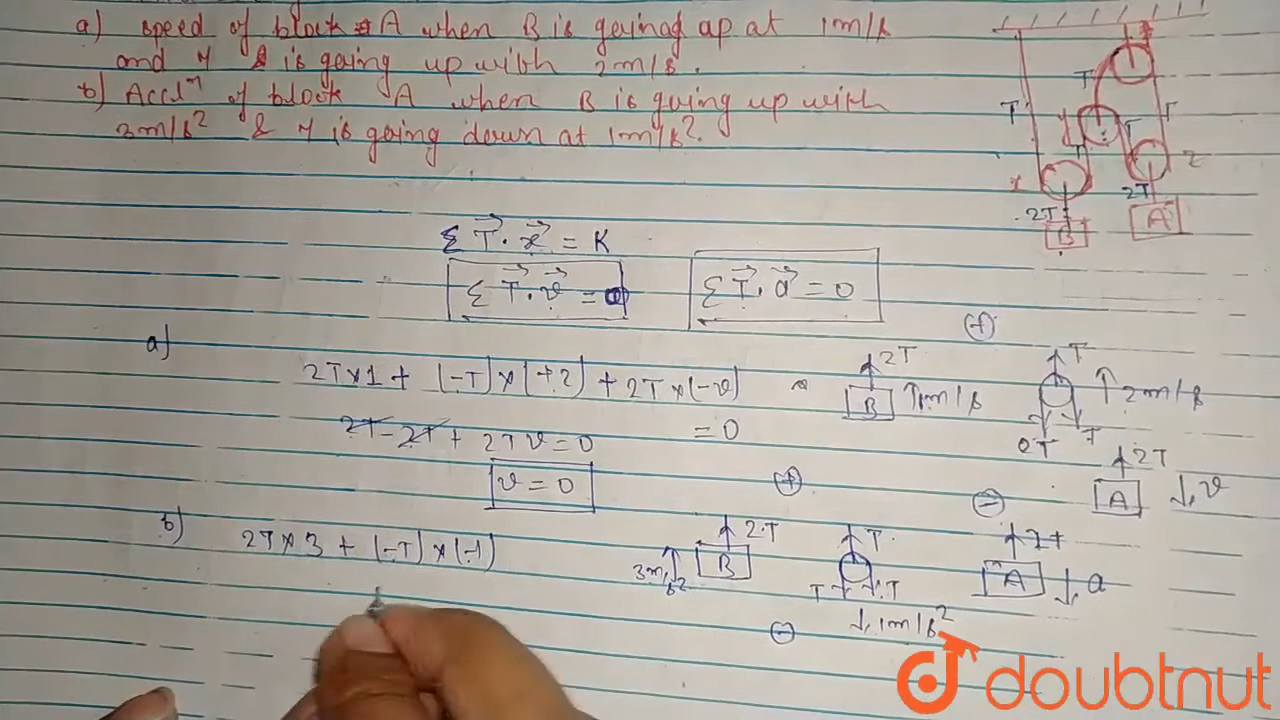 a) speed of block A when B is going up at 1m/s
and y is going up with 2m/s.
b) Accln of block A when B is going up with
3m/s² & y is going down at 1m/s².
T
T
T
T
T
y
x
z
2T
2T
B
A
Σ T⃗ · x⃗ = K
Σ T⃗ · v⃗ = 0
Σ T⃗ · a⃗ = 0
a)
2T×1 + (-T)×(+2) + 2T×(-v)
= 0
2T - 2T + 2Tv = 0
v = 0
+
2T
B
↑1m/s
T
↑2m/s
T
2T
A
↓v
+
-
b)
2T×3 + (-T)×(-1)
2T
B
3m/s²
T
T
T
↓1m/s²
-
2T
A
↓a
doubtnut